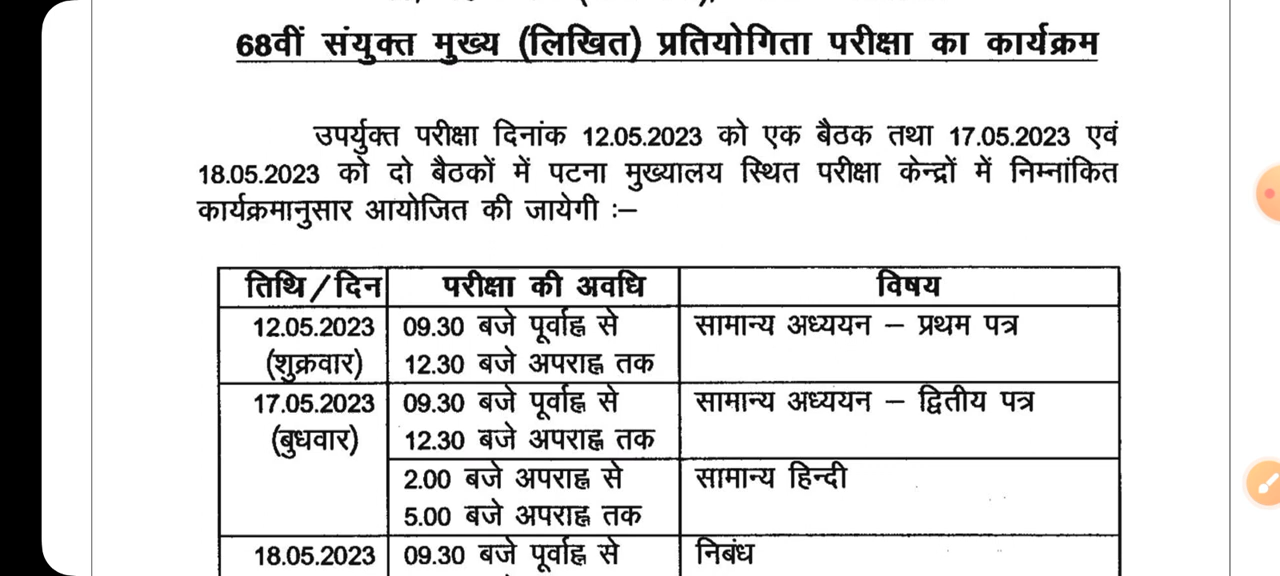 68वीं संयुक्त मुख्य (लिखित) प्रतियोगिता परीक्षा का कार्यक्रम
उपर्युक्त परीक्षा दिनांक 12.05.2023 को एक बैठक तथा 17.05.2023 एवं
18.05.2023 को दो बैठकों में पटना मुख्यालय स्थित परीक्षा केन्द्रों में निम्नांकित
कार्यक्रमानुसार आयोजित की जायेगी :–
तिथि/दिन परीक्षा की अवधि विषय
12.05.2023 09.30 बजे पूर्वाह्न से सामान्य अध्ययन – प्रथम पत्र
(शुक्रवार) 12.30 बजे अपराह्न तक
17.05.2023 09.30 बजे पूर्वाह्न से सामान्य अध्ययन – द्वितीय पत्र
(बुधवार) 12.30 बजे अपराह्न तक
2.00 बजे अपराह्न से सामान्य हिन्दी
5.00 बजे अपराह्न तक
18.05.2023 09.30 बजे पूर्वाह्न से निबंध